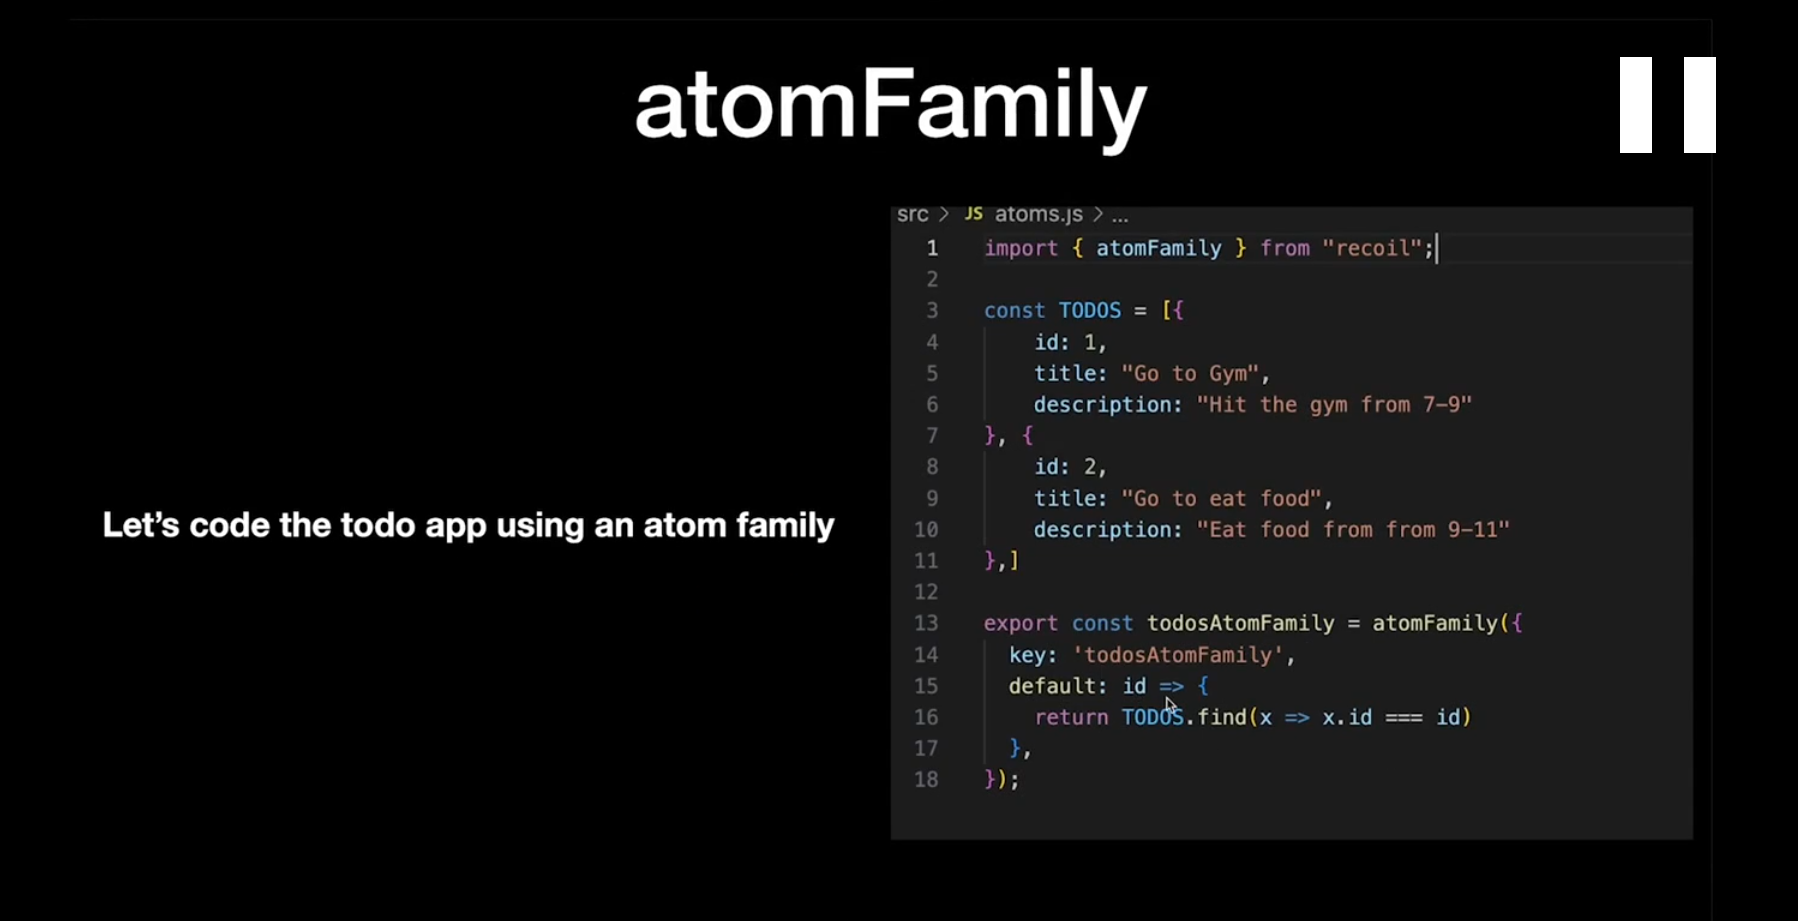 atomFamily
Let’s code the todo app using an atom family
src > JS atoms.js > ...
1 import { atomFamily } from "recoil";
2
3 const TODOS = [{
4 id: 1,
5 title: "Go to Gym",
6 description: "Hit the gym from 7-9"
7 }, {
8 id: 2,
9 title: "Go to eat food",
10 description: "Eat food from from 9-11"
11 },]
12
13 export const todosAtomFamily = atomFamily({
14 key: 'todosAtomFamily',
15 default: id => {
16 return TODOS.find(x => x.id === id)
17 },
18 });